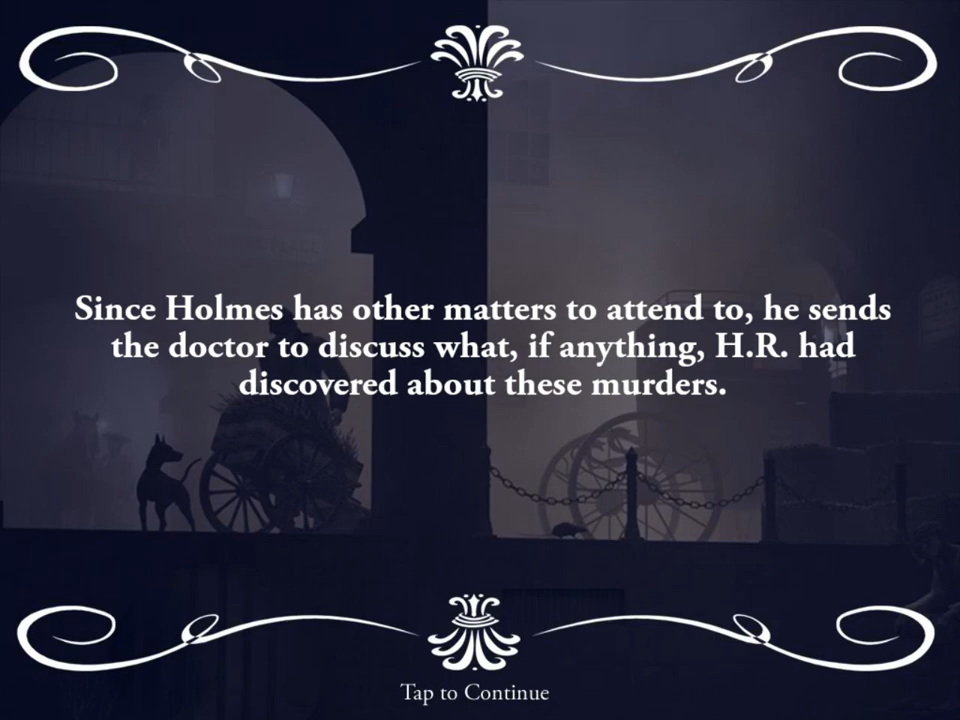 Since Holmes has other matters to attend to, he sends
the doctor to discuss what, if anything, H.R. had
discovered about these murders.
Tap to Continue